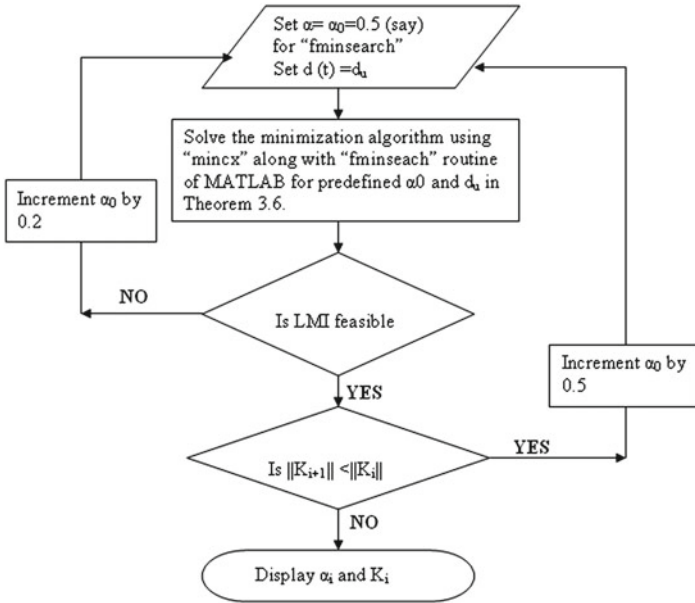 Set α= α₀=0.5 (say)
for “fminsearch”
Set d (t) =dᵤ
Solve the minimization algorithm using
“mincx” along with “fminseach” routine
of MATLAB for predefined α0 and dᵤ in
Theorem 3.6.
Increment α₀ by
0.2
NO
Is LMI feasible
Increment α₀ by
0.5
YES
Is ||Kᵢ₊₁|| <||Kᵢ||
YES
NO
Display αᵢ and Kᵢ